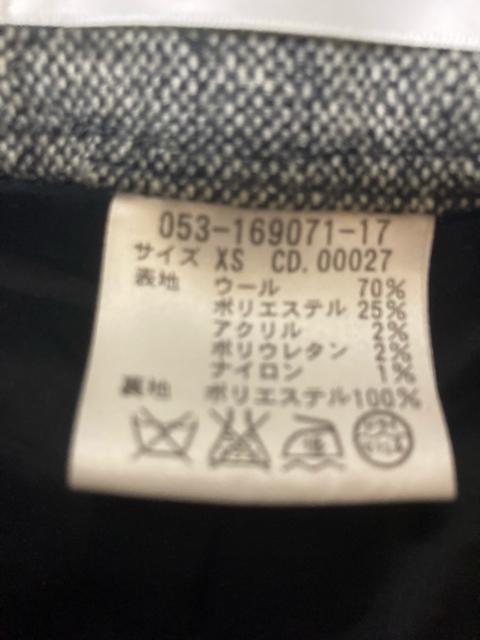 053-169071-17
サイズ XS CD.00027
表地 ウール 70%
ポリエステル 25%
アクリル 2%
ポリウレタン 2%
ナイロン 1%
裏地 ポリエステル100%